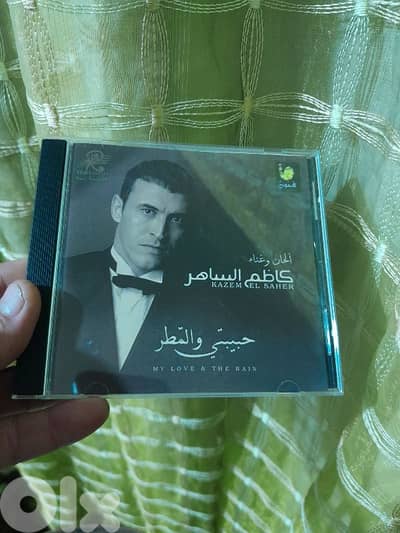 ألحان وغناء
كاظم الساهر
KAZEM EL SAHER
حبيبتي والمطر
MY LOVE & THE RAIN
olx